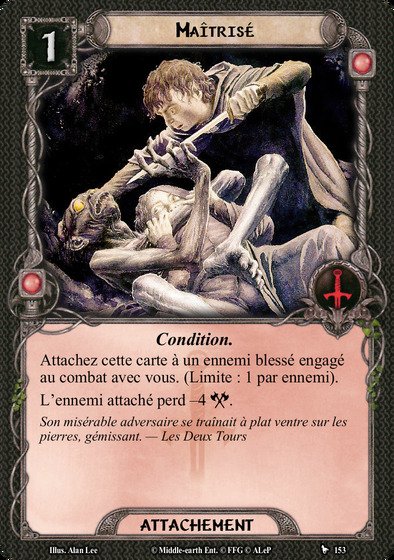 MAÎTRISÉ
1
Condition.
Attachez cette carte à un ennemi blessé engagé
au combat avec vous. (Limite : 1 par ennemi).
L'ennemi attaché perd –4 .
Son misérable adversaire se traînait à plat ventre sur les
pierres, gémissant. — Les Deux Tours
ATTACHEMENT
Illus. Alan Lee © Middle-earth Ent. © FFG © ALeP 153